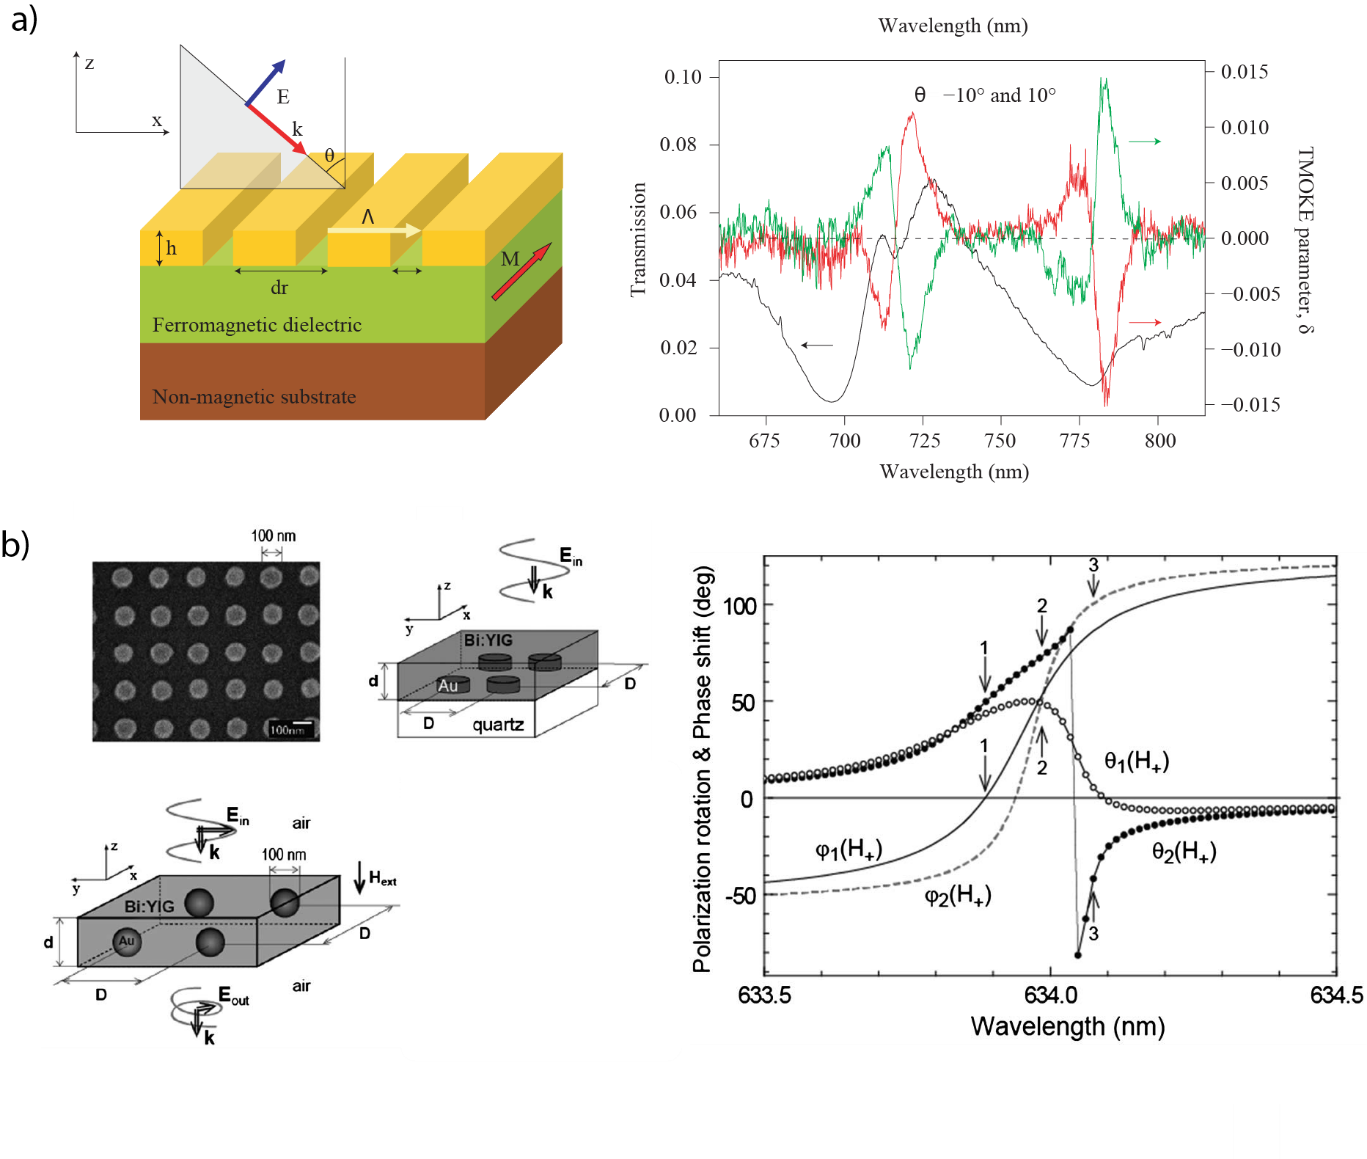 a)
z
x
E
k
θ
Λ
h
dr
M
Ferromagnetic dielectric
Non-magnetic substrate
Wavelength (nm)
θ −10° and 10°
Transmission
0.10
0.08
0.06
0.04
0.02
0.00
0.015
0.010
0.005
0.000
−0.005
−0.010
−0.015
TMOKE parameter, δ
675 700 725 750 775 800
Wavelength (nm)
b)
100 nm
100nm
E in
k
z
x
y
Bi:YIG
Au
d
D
D
quartz
E in
k
air
100 nm
z
x
y
H ext
Bi:YIG
Au
d
D
D
air
E out
k
Polarization rotation & Phase shift (deg)
100
50
0
-50
1
2
3
1
2
3
θ1(H+)
θ2(H+)
φ1(H+)
φ2(H+)
633.5 634.0 634.5
Wavelength (nm)